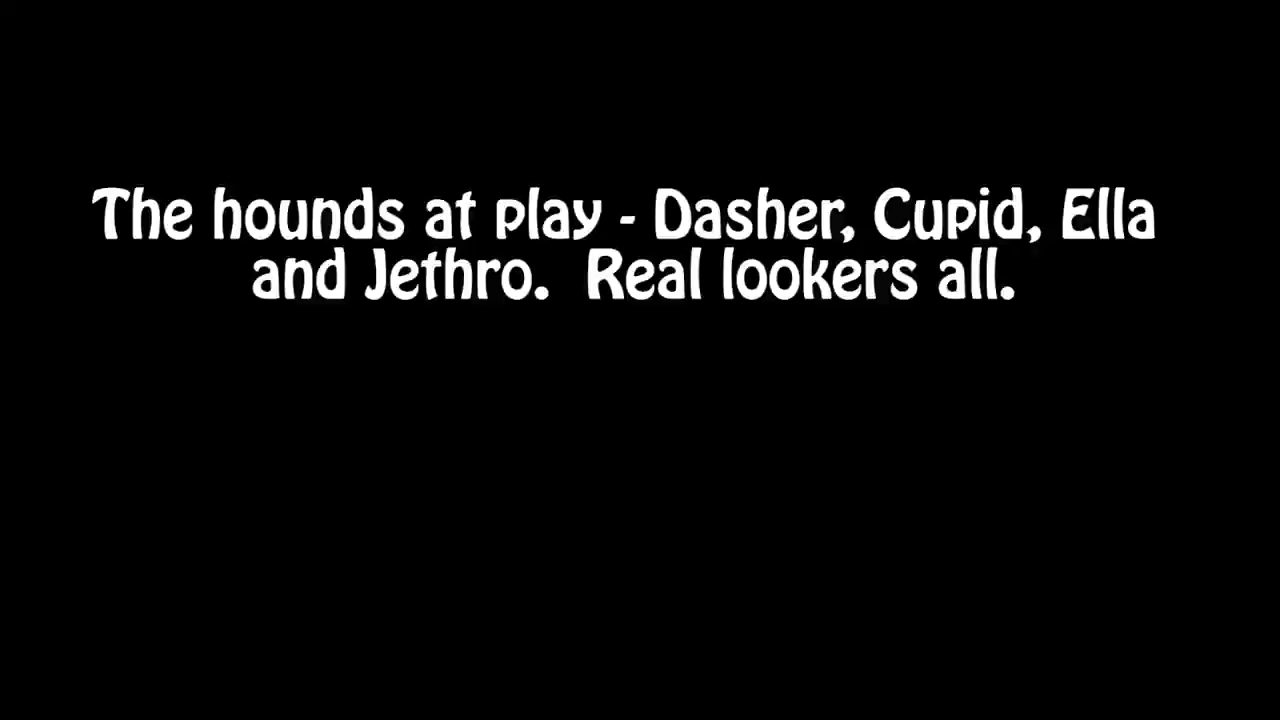 The hounds at play - Dasher, Cupid, Ella
and Jethro.  Real lookers all.